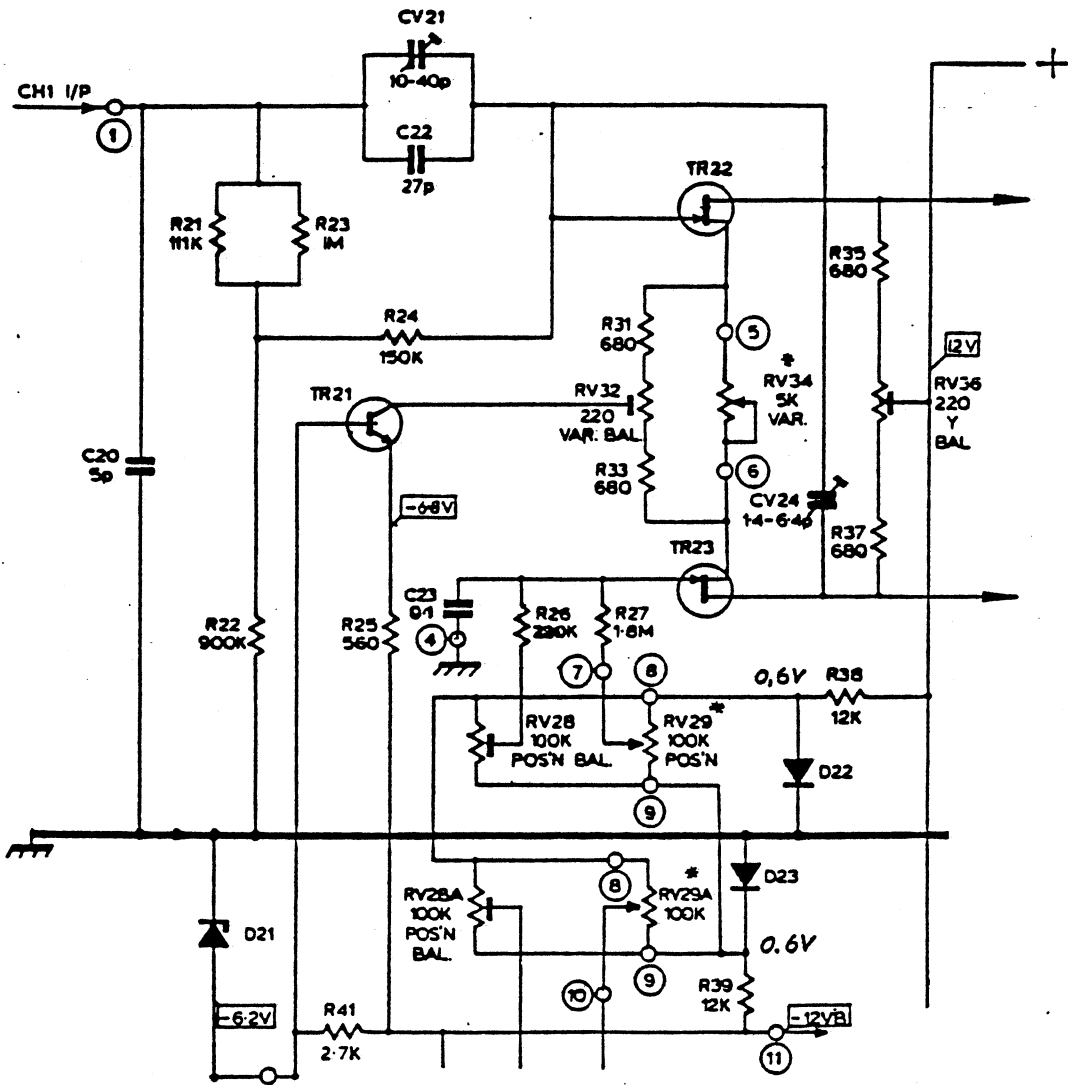 CV21
10-40p
CH1 I/P
1
C22
27p
TR22
R21
111K
R23
1M
R35
680
R24
150K
R31
680
5
*
12V
RV34
5K
VAR.
RV36
220
Y
BAL
TR21
RV32
220
VAR. BAL.
C20
5p
R33
680
6
CV24
1·4-6·4p
-6·8V
R37
680
TR23
C23
0·1
R26
220K
R27
1·8M
R22
900K
R25
560
4
7
8
0,6V
R38
12K
RV28
100K
POS'N BAL.
RV29
*
100K
POS'N
D22
9
8
*
D23
RV28A
100K
POS'N
BAL.
RV29A
100K
D21
9
0.6V
10
R39
12K
-6·2V
R41
2.7K
-12VB
11